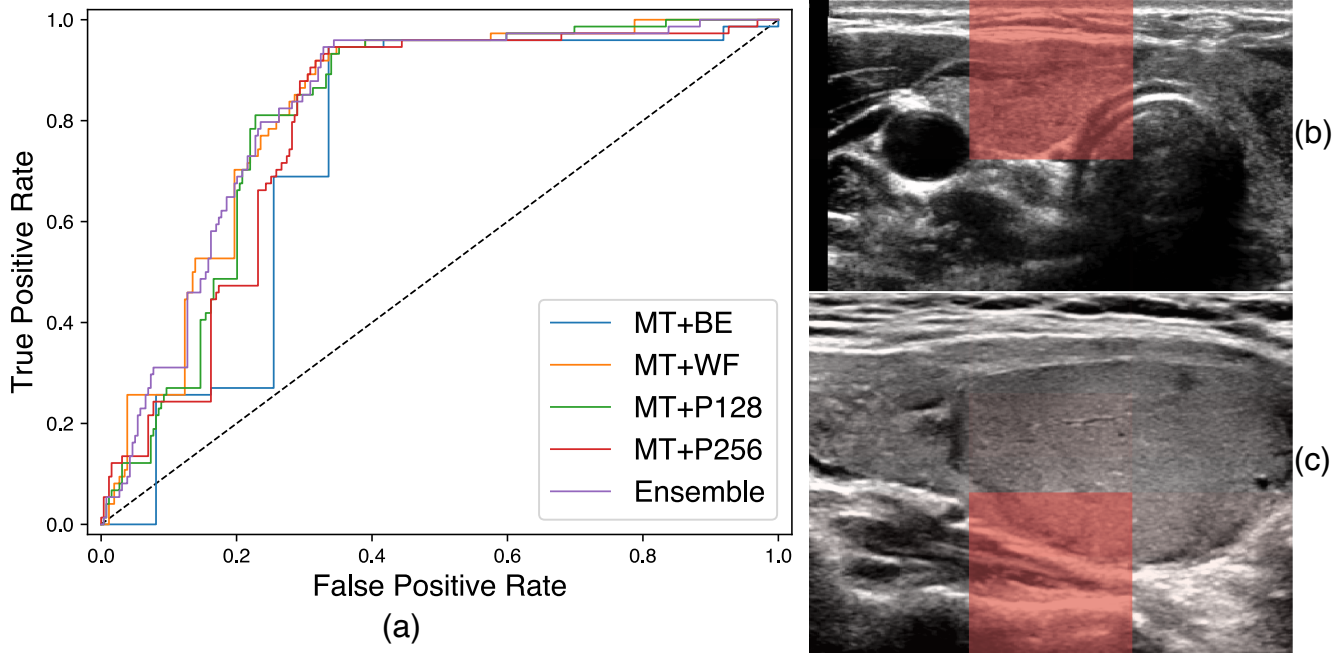 1.0
0.8
0.6
0.4
0.2
0.0
True Positive Rate
0.0 0.2 0.4 0.6 0.8 1.0
False Positive Rate
MT+BE
MT+WF
MT+P128
MT+P256
Ensemble
(a)
(b)
(c)